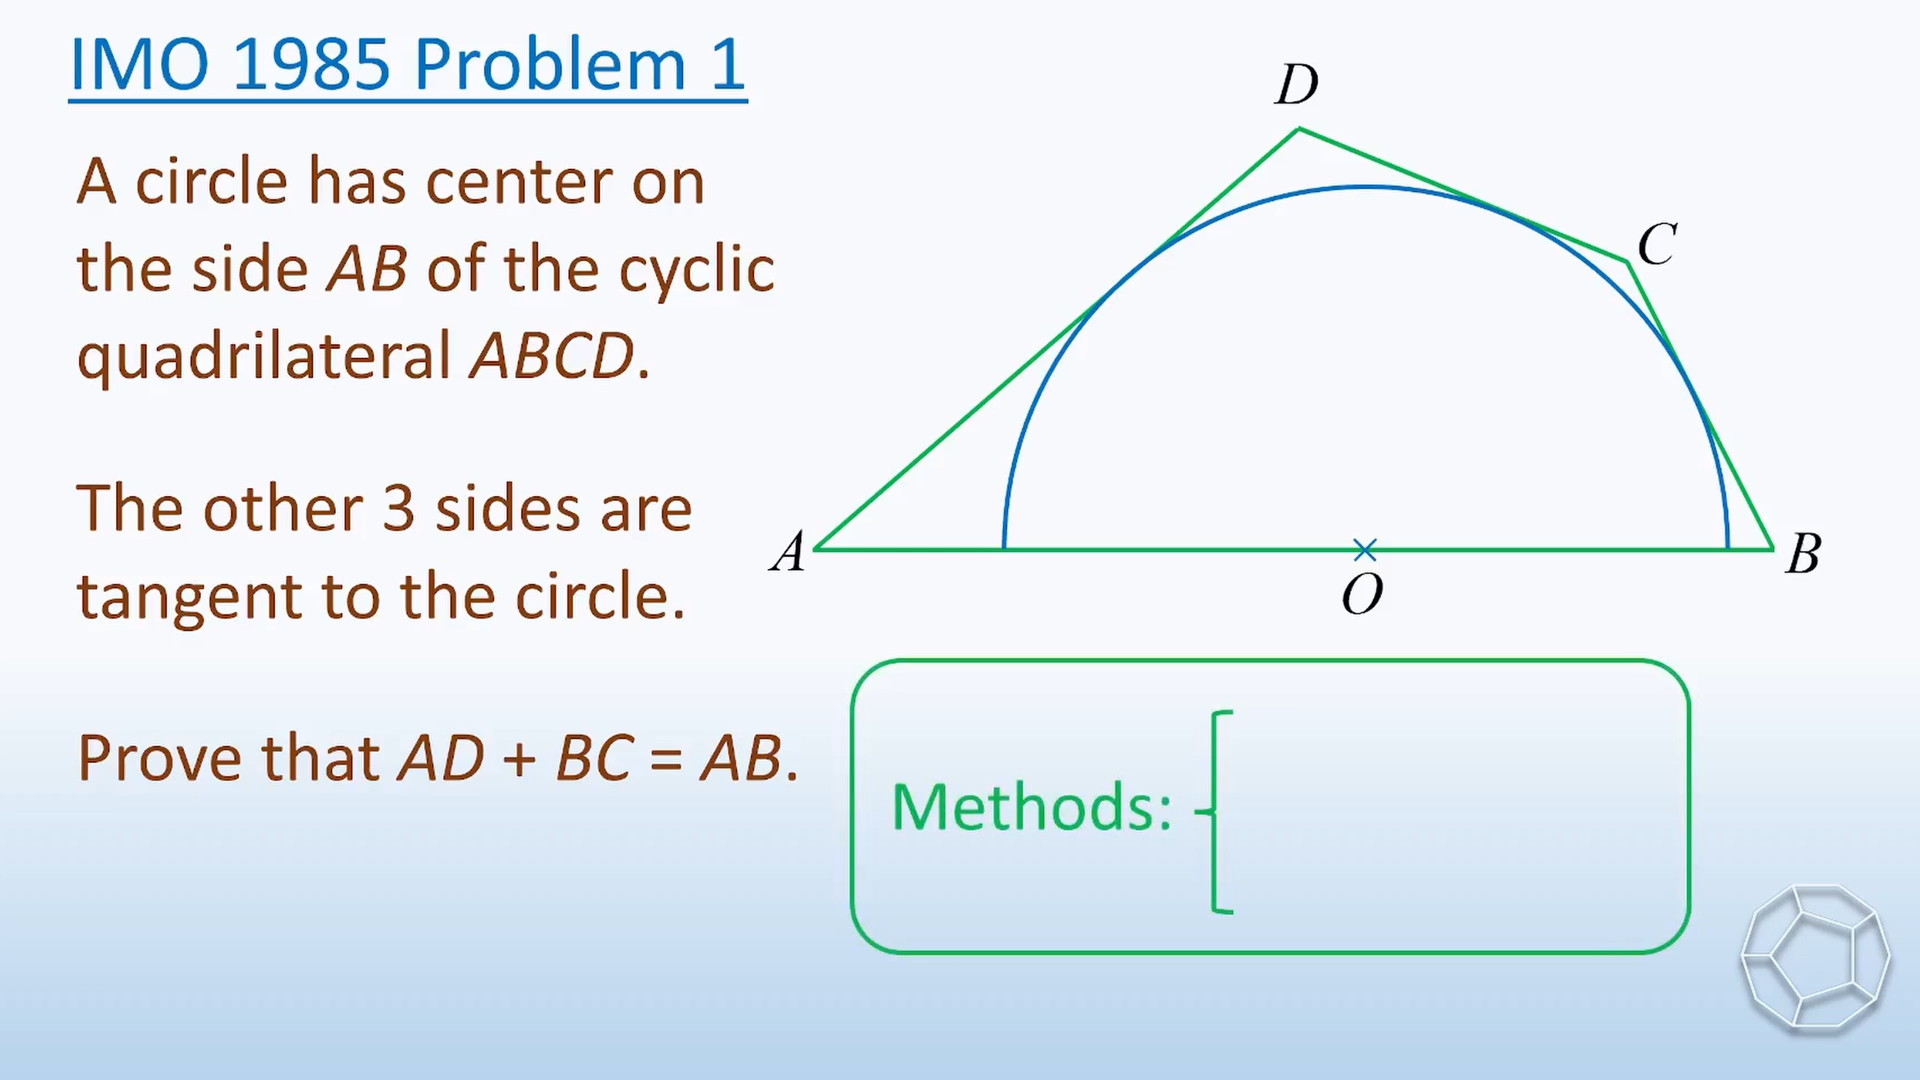 IMO 1985 Problem 1
A circle has center on
the side AB of the cyclic
quadrilateral ABCD.
The other 3 sides are
tangent to the circle.
Prove that AD + BC = AB.
D
C
A
B
O
Methods: